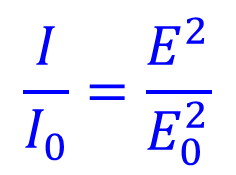 I/I₀ = E²/E₀²